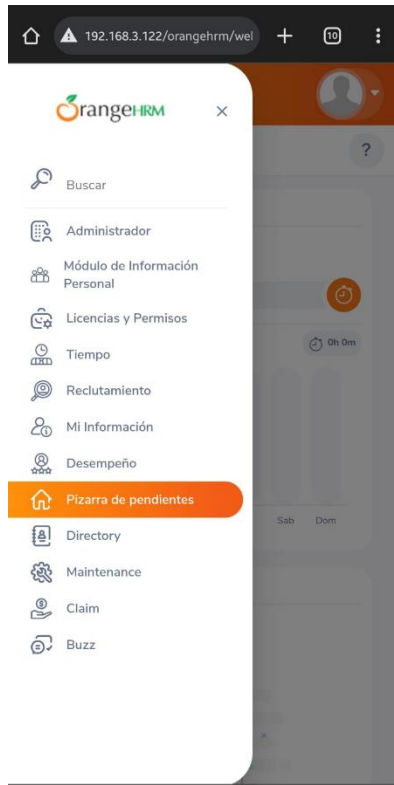 192.168.3.122/orangehrm/wel
10
OrangeHRM
?
Buscar
Administrador
Módulo de Información
Personal
Licencias y Permisos
0h 0m
Tiempo
Reclutamiento
Mi Información
Desempeño
Pizarra de pendientes
Sab Dom
Directory
Maintenance
Claim
Buzz